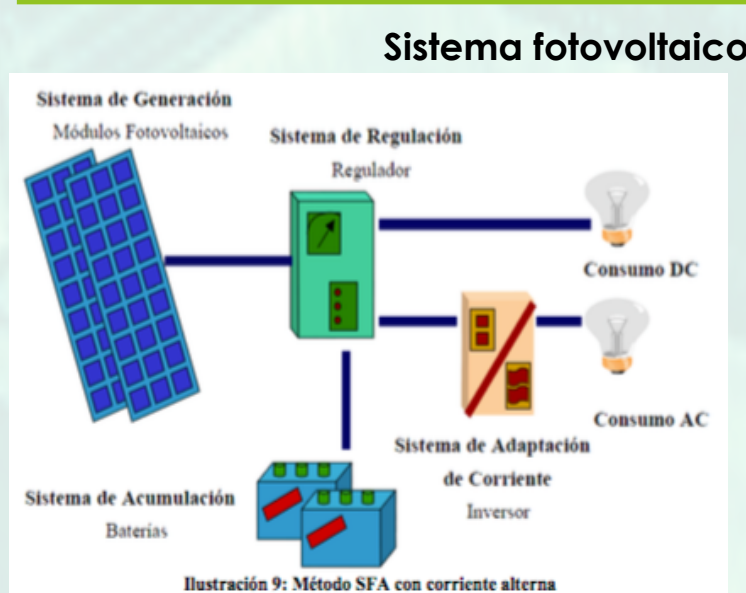 Sistema fotovoltaico
Sistema de Generación
Módulos Fotovoltaicos
Sistema de Regulación
Regulador
Consumo DC
Consumo AC
Sistema de Adaptación
de Corriente
Inversor
Sistema de Acumulación
Baterías
Ilustración 9: Método SFA con corriente alterna